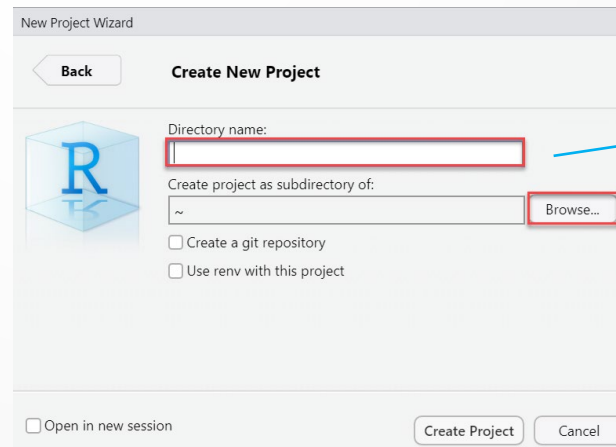 New Project Wizard
Back
Create New Project
R
Directory name:
Create project as subdirectory of:
~
Browse...
Create a git repository
Use renv with this project
Open in new session
Create Project
Cancel